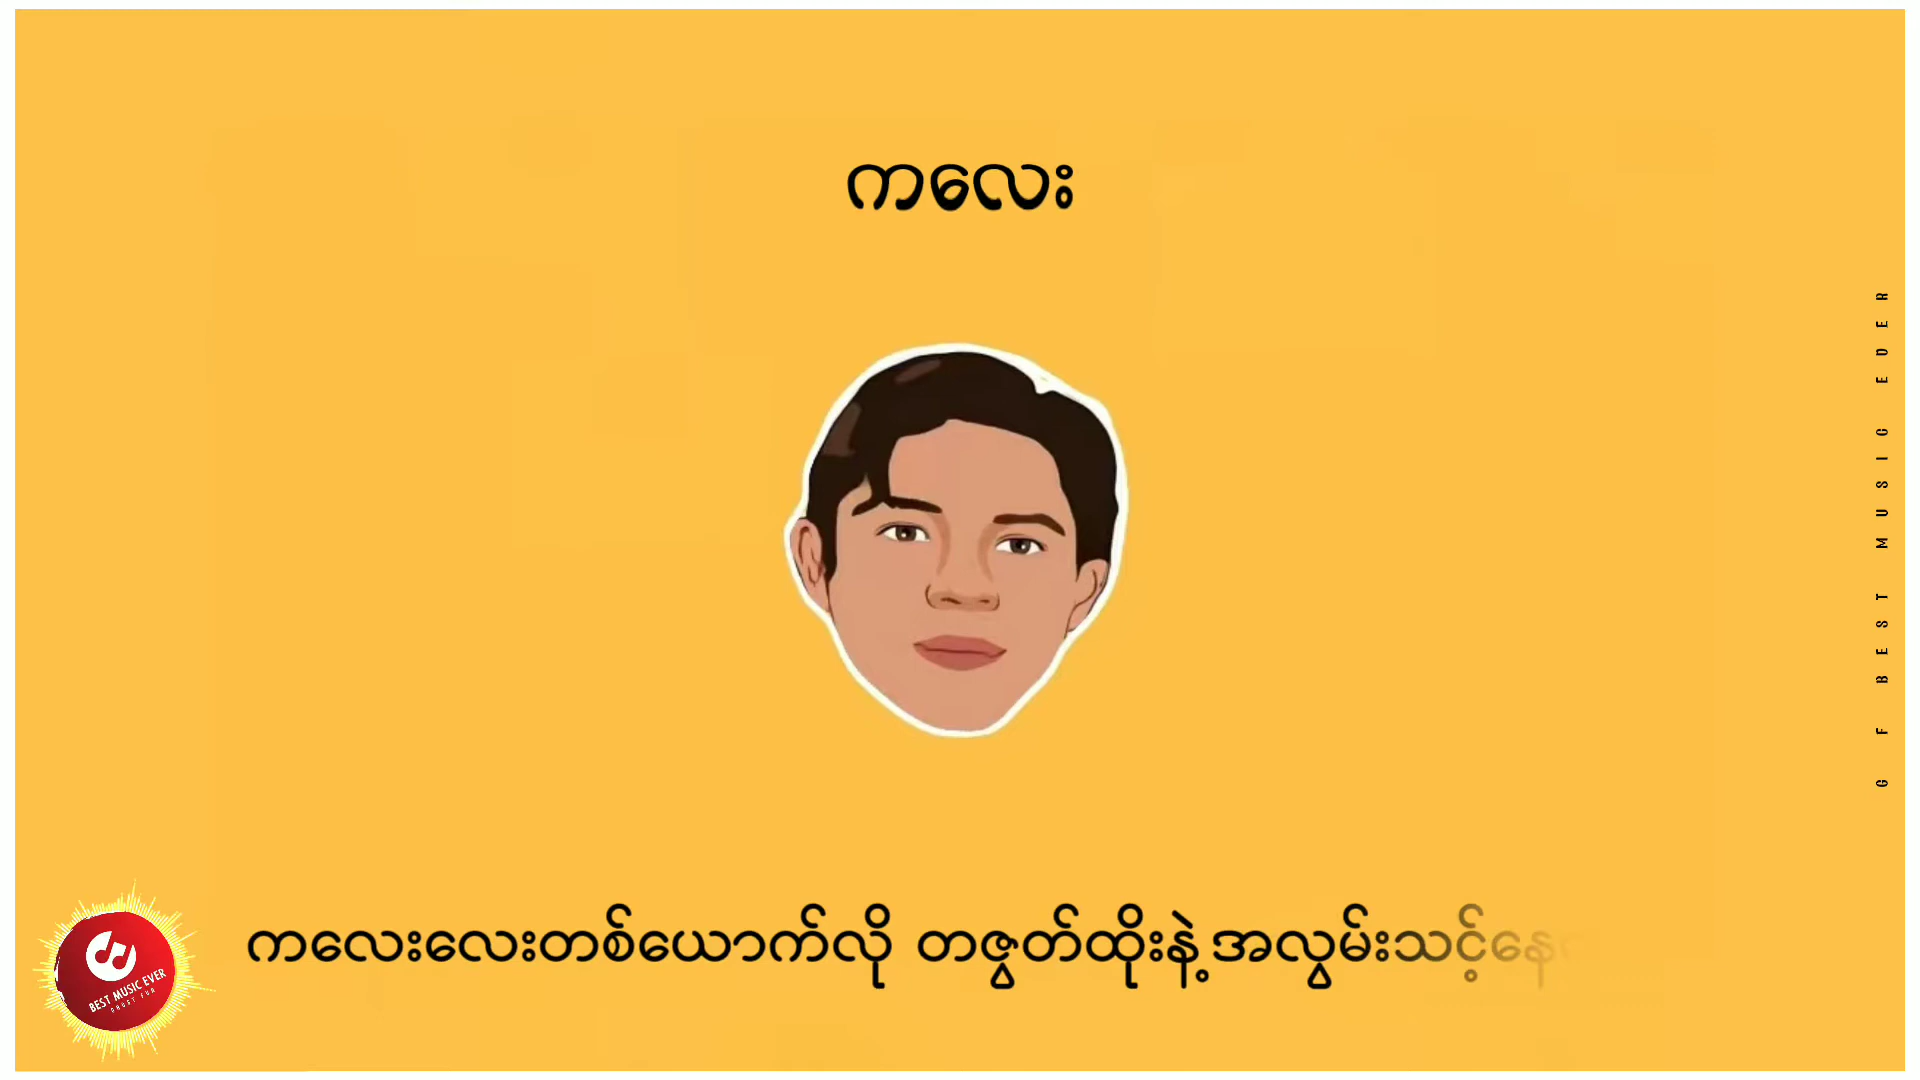 ကလေး
ကလေးလေးတစ်ယောက်လို တဇွတ်ထိုးနဲ့အလွမ်းသင့်နေ
BEST MUSIC EVER
G F BEST MUSIC EDER